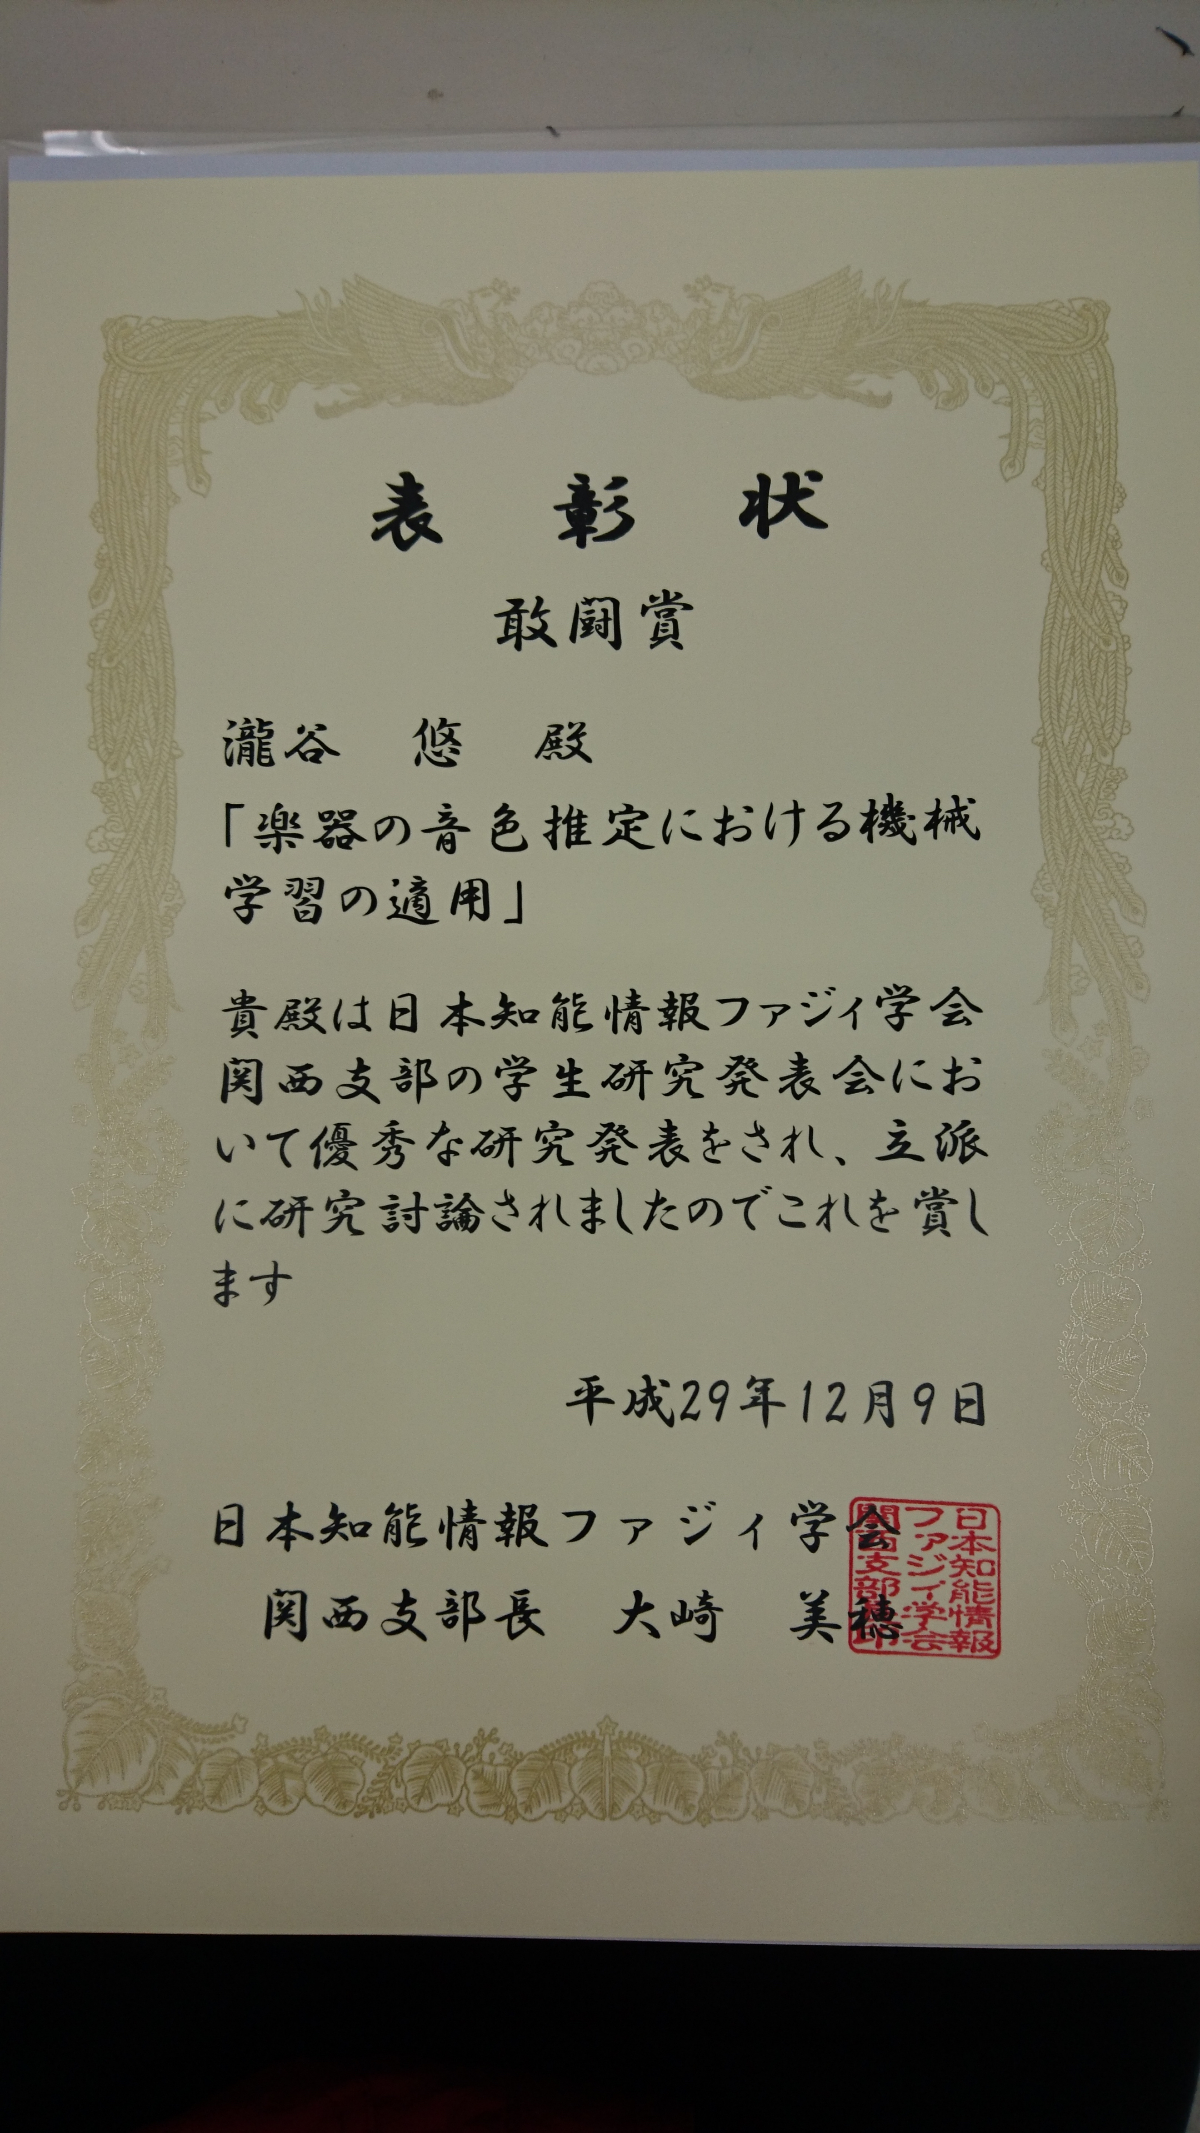 表彰状
敢闘賞
瀧谷 悠 殿
「楽器の音色推定における機械
学習の適用」
貴殿は日本知能情報ファジィ学会
関西支部の学生研究発表会にお
いて優秀な研究発表をされ、立派
に研究討論されましたのでこれを賞し
ます
平成29年12月9日
日本知能情報ファジィ学会
関西支部長 大崎 美穂
日本知能情報
ファジィ学会
関西支部